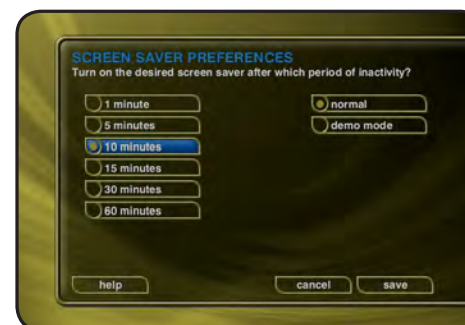 SCREEN SAVER PREFERENCES
Turn on the desired screen saver after which period of inactivity?
1 minute
5 minutes
10 minutes
15 minutes
30 minutes
60 minutes
normal
demo mode
help
cancel
save